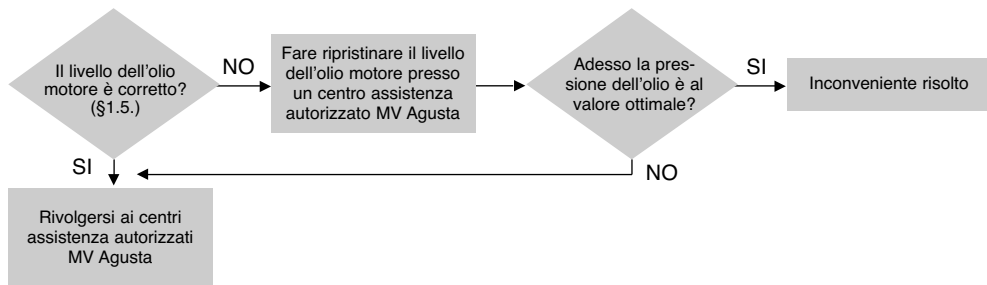 Il livello dell'olio
motore è corretto?
(§1.5.)
NO
Fare ripristinare il livello
dell'olio motore presso
un centro assistenza
autorizzato MV Agusta
Adesso la pres-
sione dell'olio è al
valore ottimale?
SI
Inconveniente risolto
SI
NO
Rivolgersi ai centri
assistenza autorizzati
MV Agusta